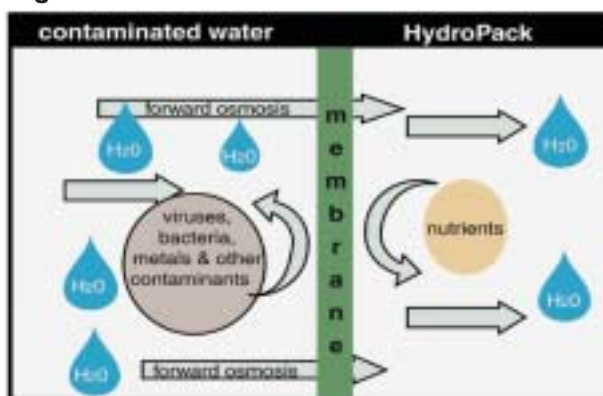 contaminated water
HydroPack
forward osmosis
H2O
H2O
H2O
viruses,
bacteria,
metals & other
contaminants
membrane
nutrients
H2O
H2O
H2O
forward osmosis